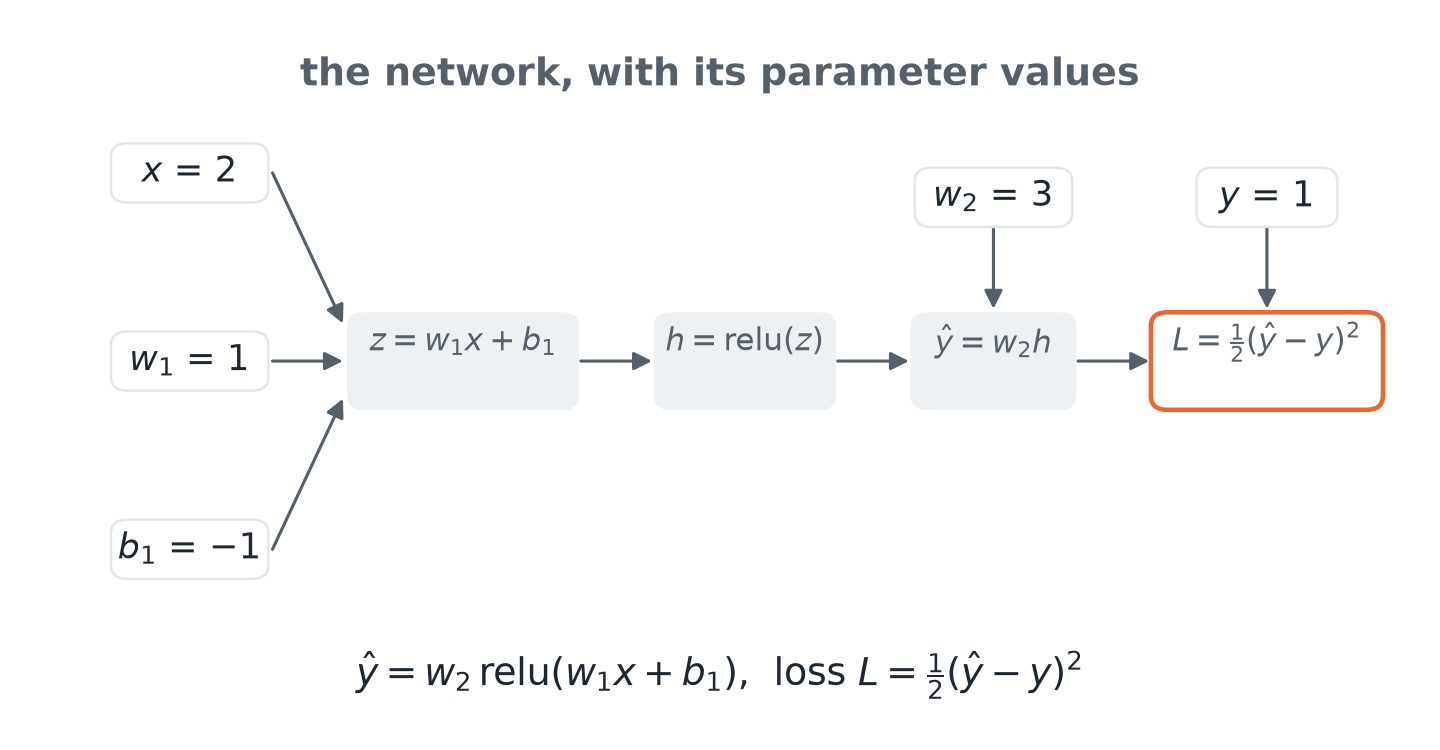 the network, with its parameter values
x = 2
w₂ = 3
y = 1
w₁ = 1
z = w₁x + b₁
h = relu(z)
ŷ = w₂h
L = ½(ŷ − y)²
b₁ = −1
ŷ = w₂ relu(w₁x + b₁), loss L = ½(ŷ − y)²